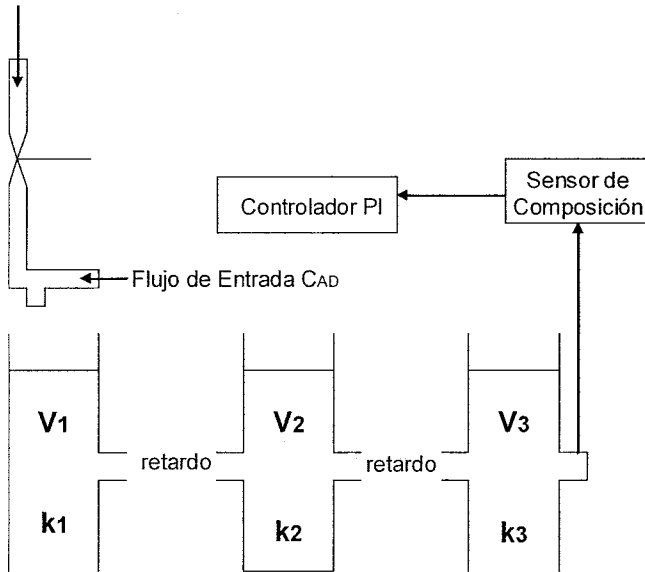 Sensor de
Composición
Controlador PI
Flujo de Entrada CAD
V1
V2
V3
retardo
retardo
k1
k2
k3